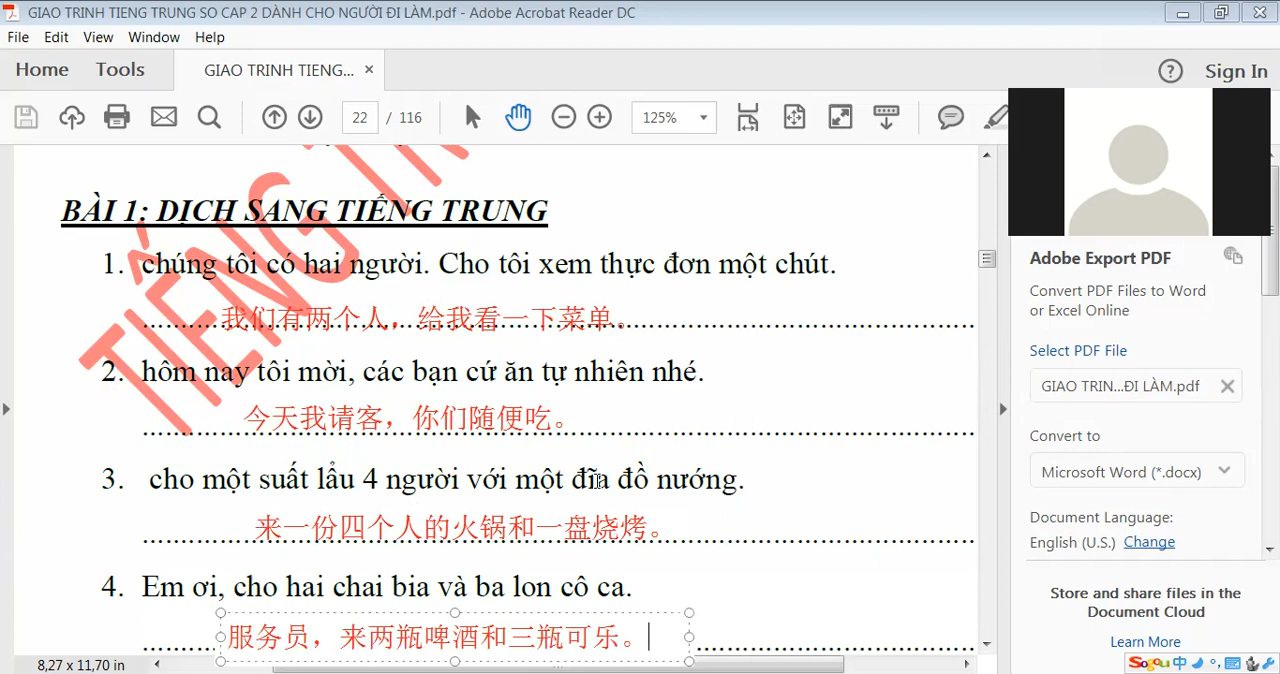 GIAO TRINH TIENG TRUNG SO CAP 2 DÀNH CHO NGƯỜI ĐI LÀM.pdf - Adobe Acrobat Reader DC
File Edit View Window Help
Home Tools GIAO TRINH TIENG... × Sign In
22 / 116 125%
TIẾNG
BÀI 1: DỊCH SANG TIẾNG TRUNG
1. chúng tôi có hai người. Cho tôi xem thực đơn một chút.
我们有两个人，给我看一下菜单。
2. hôm nay tôi mời, các bạn cứ ăn tự nhiên nhé.
今天我请客，你们随便吃。
3. cho một suất lẩu 4 người với một đĩa đồ nướng.
来一份四个人的火锅和一盘烧烤。
4. Em ơi, cho hai chai bia và ba lon cô ca.
服务员，来两瓶啤酒和三瓶可乐。
8,27 x 11,70 in
Adobe Export PDF
Convert PDF Files to Word
or Excel Online
Select PDF File
GIAO TRIN...ĐI LÀM.pdf
Convert to
Microsoft Word (*.docx)
Document Language:
English (U.S.) Change
Store and share files in the
Document Cloud
Learn More
Sogou 中